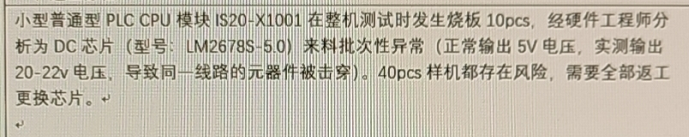 小型普通型 PLC CPU 模块 IS20-X1001 在整机测试时发生烧板 10pcs，经硬件工程师分
析为 DC 芯片（型号：LM2678S-5.0）来料批次性异常（正常输出 5V 电压，实测输出
20-22v 电压，导致同一线路的元器件被击穿）。40pcs 样机都存在风险，需要全部返工
更换芯片。